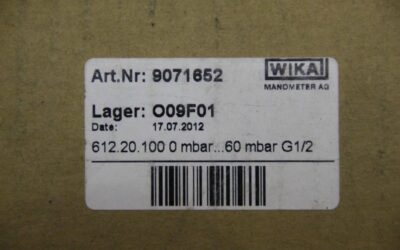 Art.Nr: 9071652
WIKA
MANOMETER AG
Lager: O09F01
Date: 17.07.2012
612.20.100 0 mbar...60 mbar G1/2